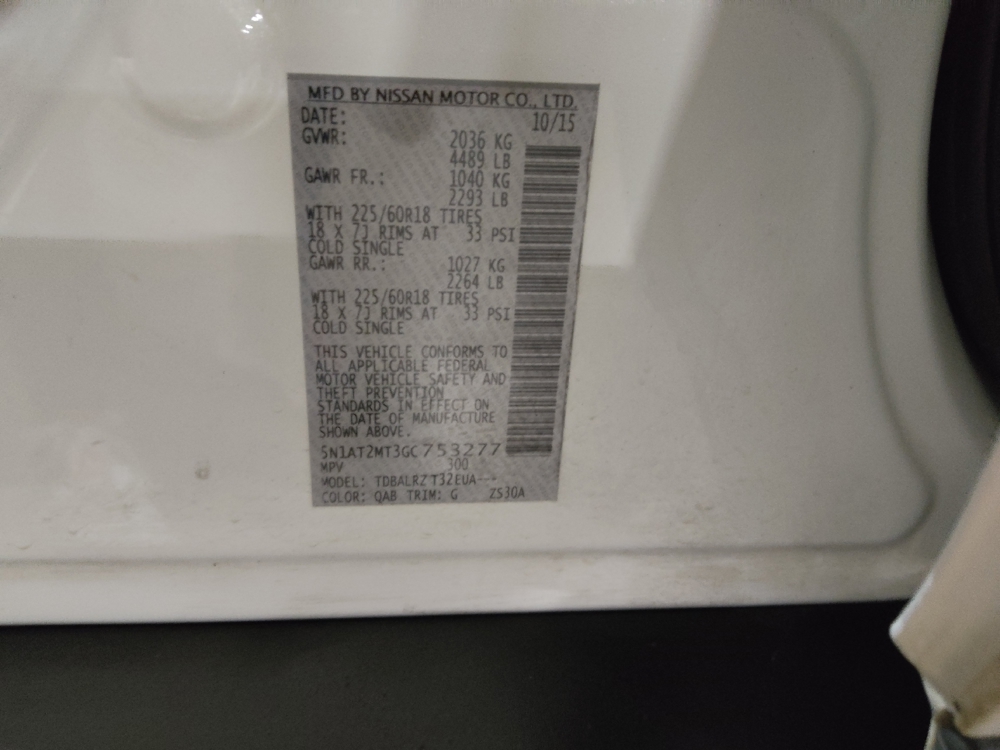 MFD BY NISSAN MOTOR CO., LTD.
DATE: 10/15
GVWR: 2036 KG
4489 LB
GAWR FR.: 1040 KG
2293 LB
WITH 225/60R18 TIRES
18 X 7J RIMS AT 33 PSI
COLD SINGLE
GAWR RR.: 1027 KG
2264 LB
WITH 225/60R18 TIRES
18 X 7J RIMS AT 33 PSI
COLD SINGLE
THIS VEHICLE CONFORMS TO
ALL APPLICABLE FEDERAL
MOTOR VEHICLE SAFETY AND
THEFT PREVENTION
STANDARDS IN EFFECT ON
THE DATE OF MANUFACTURE
SHOWN ABOVE.
5N1AT2MT3GC753277
MPV 300
MODEL: TDBALRZ T32EUA---
COLOR: QAB TRIM: G ZS30A